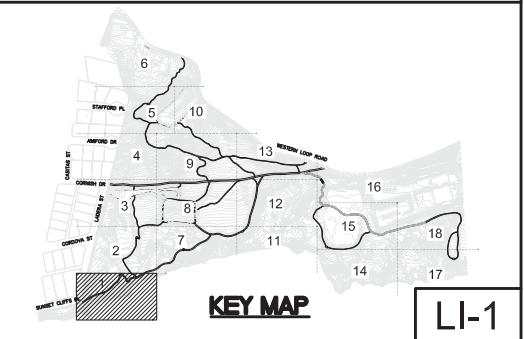 6
STAFFORD PL
5
10
AMIFORD DR
WESTERN LOOP ROAD
13
4
CASITAS ST
9
CORNISH DR
16
3
LADERA ST
8
12
15
18
CORDOVA ST
2
7
11
14
17
1
SUNSET CLIFFS BL
KEY MAP
LI-1